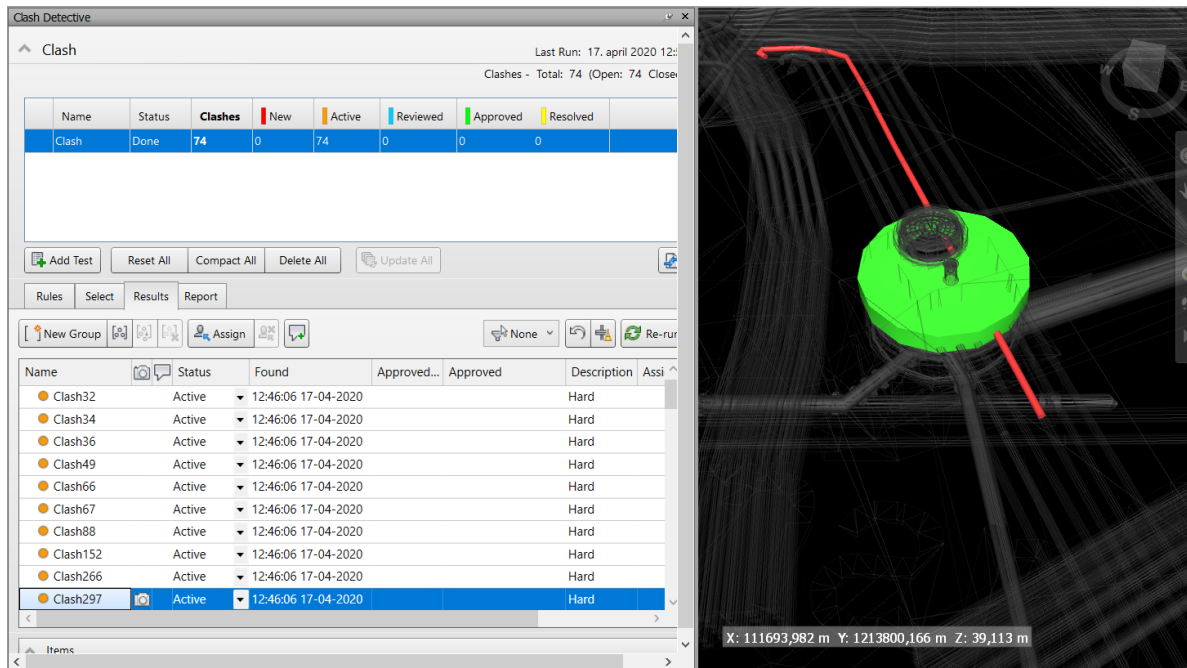 Clash Detective
Clash
Last Run: 17. april 2020 12:
Clashes - Total: 74 (Open: 74 Close
Name Status Clashes New Active Reviewed Approved Resolved
Clash Done 74 0 74 0 0 0
Add Test Reset All Compact All Delete All Update All
Rules Select Results Report
New Group Assign None Re-run
Name Status Found Approved... Approved Description Assi
Clash32 Active 12:46:06 17-04-2020 Hard
Clash34 Active 12:46:06 17-04-2020 Hard
Clash36 Active 12:46:06 17-04-2020 Hard
Clash49 Active 12:46:06 17-04-2020 Hard
Clash66 Active 12:46:06 17-04-2020 Hard
Clash67 Active 12:46:06 17-04-2020 Hard
Clash88 Active 12:46:06 17-04-2020 Hard
Clash152 Active 12:46:06 17-04-2020 Hard
Clash266 Active 12:46:06 17-04-2020 Hard
Clash297 Active 12:46:06 17-04-2020 Hard
Items
W
S
E
X: 111693,982 m Y: 1213800,166 m Z: 39,113 m